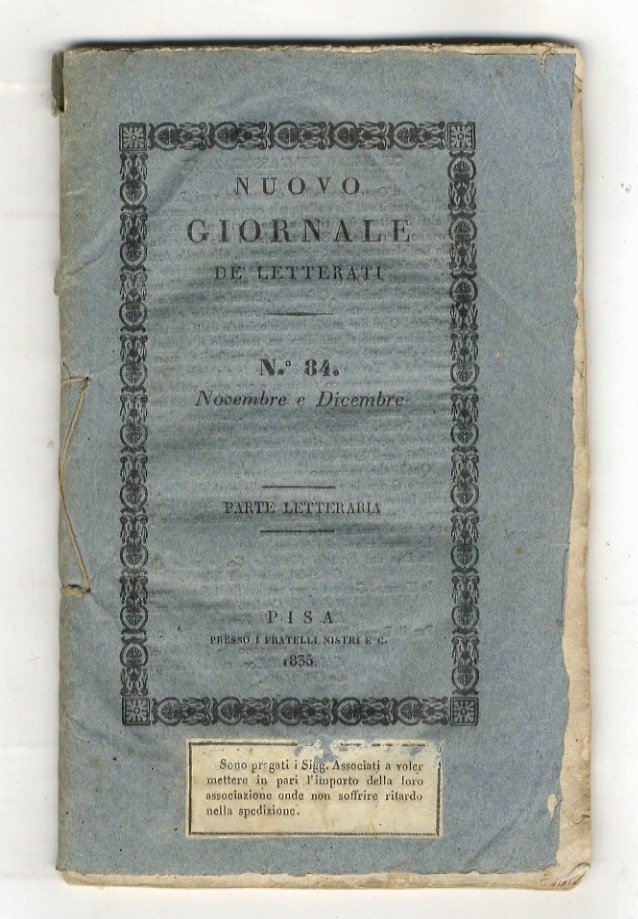 NUOVO
GIORNALE
DE' LETTERATI
N.° 84.
Novembre e Dicembre
PARTE LETTERARIA
PISA
PRESSO I FRATELLI NISTRI E C.
1835.
Sono pregati i Sigg. Associati a voler
mettere in pari l'importo della loro
associazione onde non soffrire ritardo
nella spedizione.